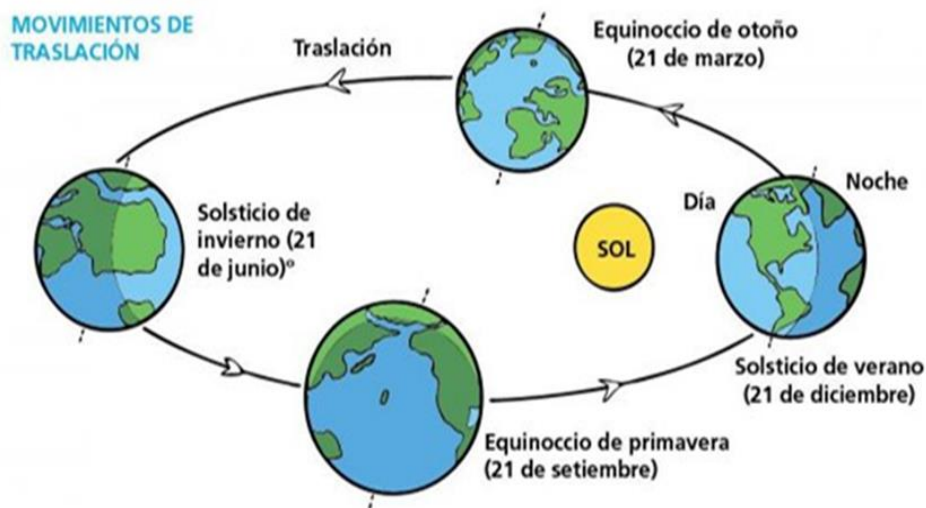 MOVIMIENTOS DE
TRASLACIÓN
Traslación
Equinoccio de otoño
(21 de marzo)
Día
Noche
Solsticio de
invierno (21
de junio)º
SOL
Solsticio de verano
(21 de diciembre)
Equinoccio de primavera
(21 de setiembre)